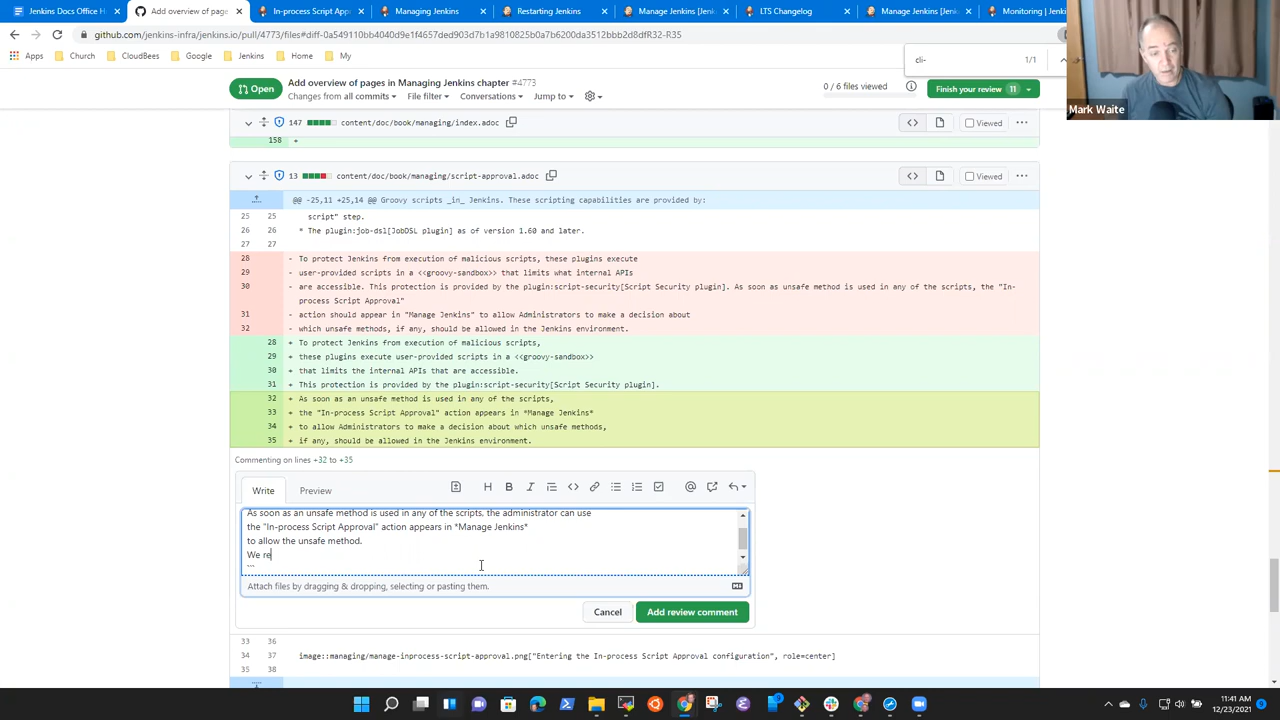 Jenkins Docs Office H
Add overview of page
In-process Script App
Managing Jenkins
Restarting Jenkins
Manage Jenkins [Je
LTS Changelog
Manage Jenkins [Je
Monitoring | Jenk
github.com/jenkins-infra/jenkins.io/pull/4773/files#diff-
Apps
Church
CloudBees
Google
Jenkins
Home
My
cli-
1/1
Mark Waite
Open
Add overview of pages in Managing Jenkins chapter #4773
Changes from all commits
File filter
Conversations
Jump to
0 / 6 files viewed
Finish your review 11
147 content/doc/book/managing/index.adoc
Viewed
158 +
13 content/doc/book/managing/script-approval.adoc
Viewed
@@ -25,11 +25,14 @@ Groovy scripts _in_ Jenkins. These scripting capabilities are provided by:
25 25 script" step.
26 26 * The plugin:job-dsl[JobDSL plugin] as of version 1.60 and later.
27 27
28 - To protect Jenkins from execution of malicious scripts, these plugins execute
29 - user-provided scripts in a <<groovy-sandbox>> that limits what internal APIs
30 - are accessible. This protection is provided by the plugin:script-security[Script Security plugin]. As soon as unsafe method is used in any of the scripts, the "In-
process Script Approval"
31 - action should appear in "Manage Jenkins" to allow Administrators to make a decision about
32 - which unsafe methods, if any, should be allowed in the Jenkins environment.
28 + To protect Jenkins from execution of malicious scripts,
29 + these plugins execute user-provided scripts in a <<groovy-sandbox>>
30 + that limits the internal APIs that are accessible.
31 + This protection is provided by the plugin:script-security[Script Security plugin].
32 + As soon as an unsafe method is used in any of the scripts,
33 + the "In-process Script Approval" action appears in *Manage Jenkins*
34 + to allow Administrators to make a decision about which unsafe methods,
35 + if any, should be allowed in the Jenkins environment.
Commenting on lines +32 to +35
Write
Preview
As soon as an unsafe method is used in any of the scripts, the administrator can use
the "In-process Script Approval" action appears in *Manage Jenkins*
to allow the unsafe method.
We re
```
Attach files by dragging & dropping, selecting or pasting them.
Cancel
Add review comment
33 36
34 37 image::managing/manage-inprocess-script-approval.png["Entering the In-process Script Approval configuration", role=center]
35 38
11:41 AM
12/23/2021